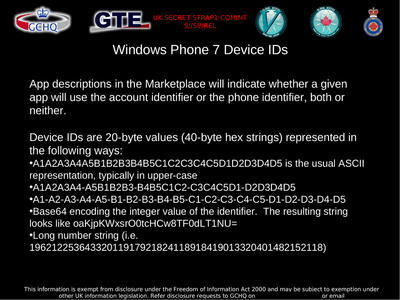 GCHQ
GTE
UK SECRET STRAP1 COMINT
S//SI//REL
Windows Phone 7 Device IDs
App descriptions in the Marketplace will indicate whether a given
app will use the account identifier or the phone identifier, both or
neither.
Device IDs are 20-byte values (40-byte hex strings) represented in
the following ways:
•A1A2A3A4A5B1B2B3B4B5C1C2C3C4C5D1D2D3D4D5 is the usual ASCII
representation, typically in upper-case
•A1A2A3A4-A5B1B2B3-B4B5C1C2-C3C4C5D1-D2D3D4D5
•A1-A2-A3-A4-A5-B1-B2-B3-B4-B5-C1-C2-C3-C4-C5-D1-D2-D3-D4-D5
•Base64 encoding the integer value of the identifier.  The resulting string
looks like oaKjpKWxsrO0tcHCw8TF0dLT1NU=
•Long number string (i.e.
19621225364332011917921824118918419013320401482152118)
This information is exempt from disclosure under the Freedom of Information Act 2000 and may be subject to exemption under
other UK information legislation. Refer disclosure requests to GCHQ on or email